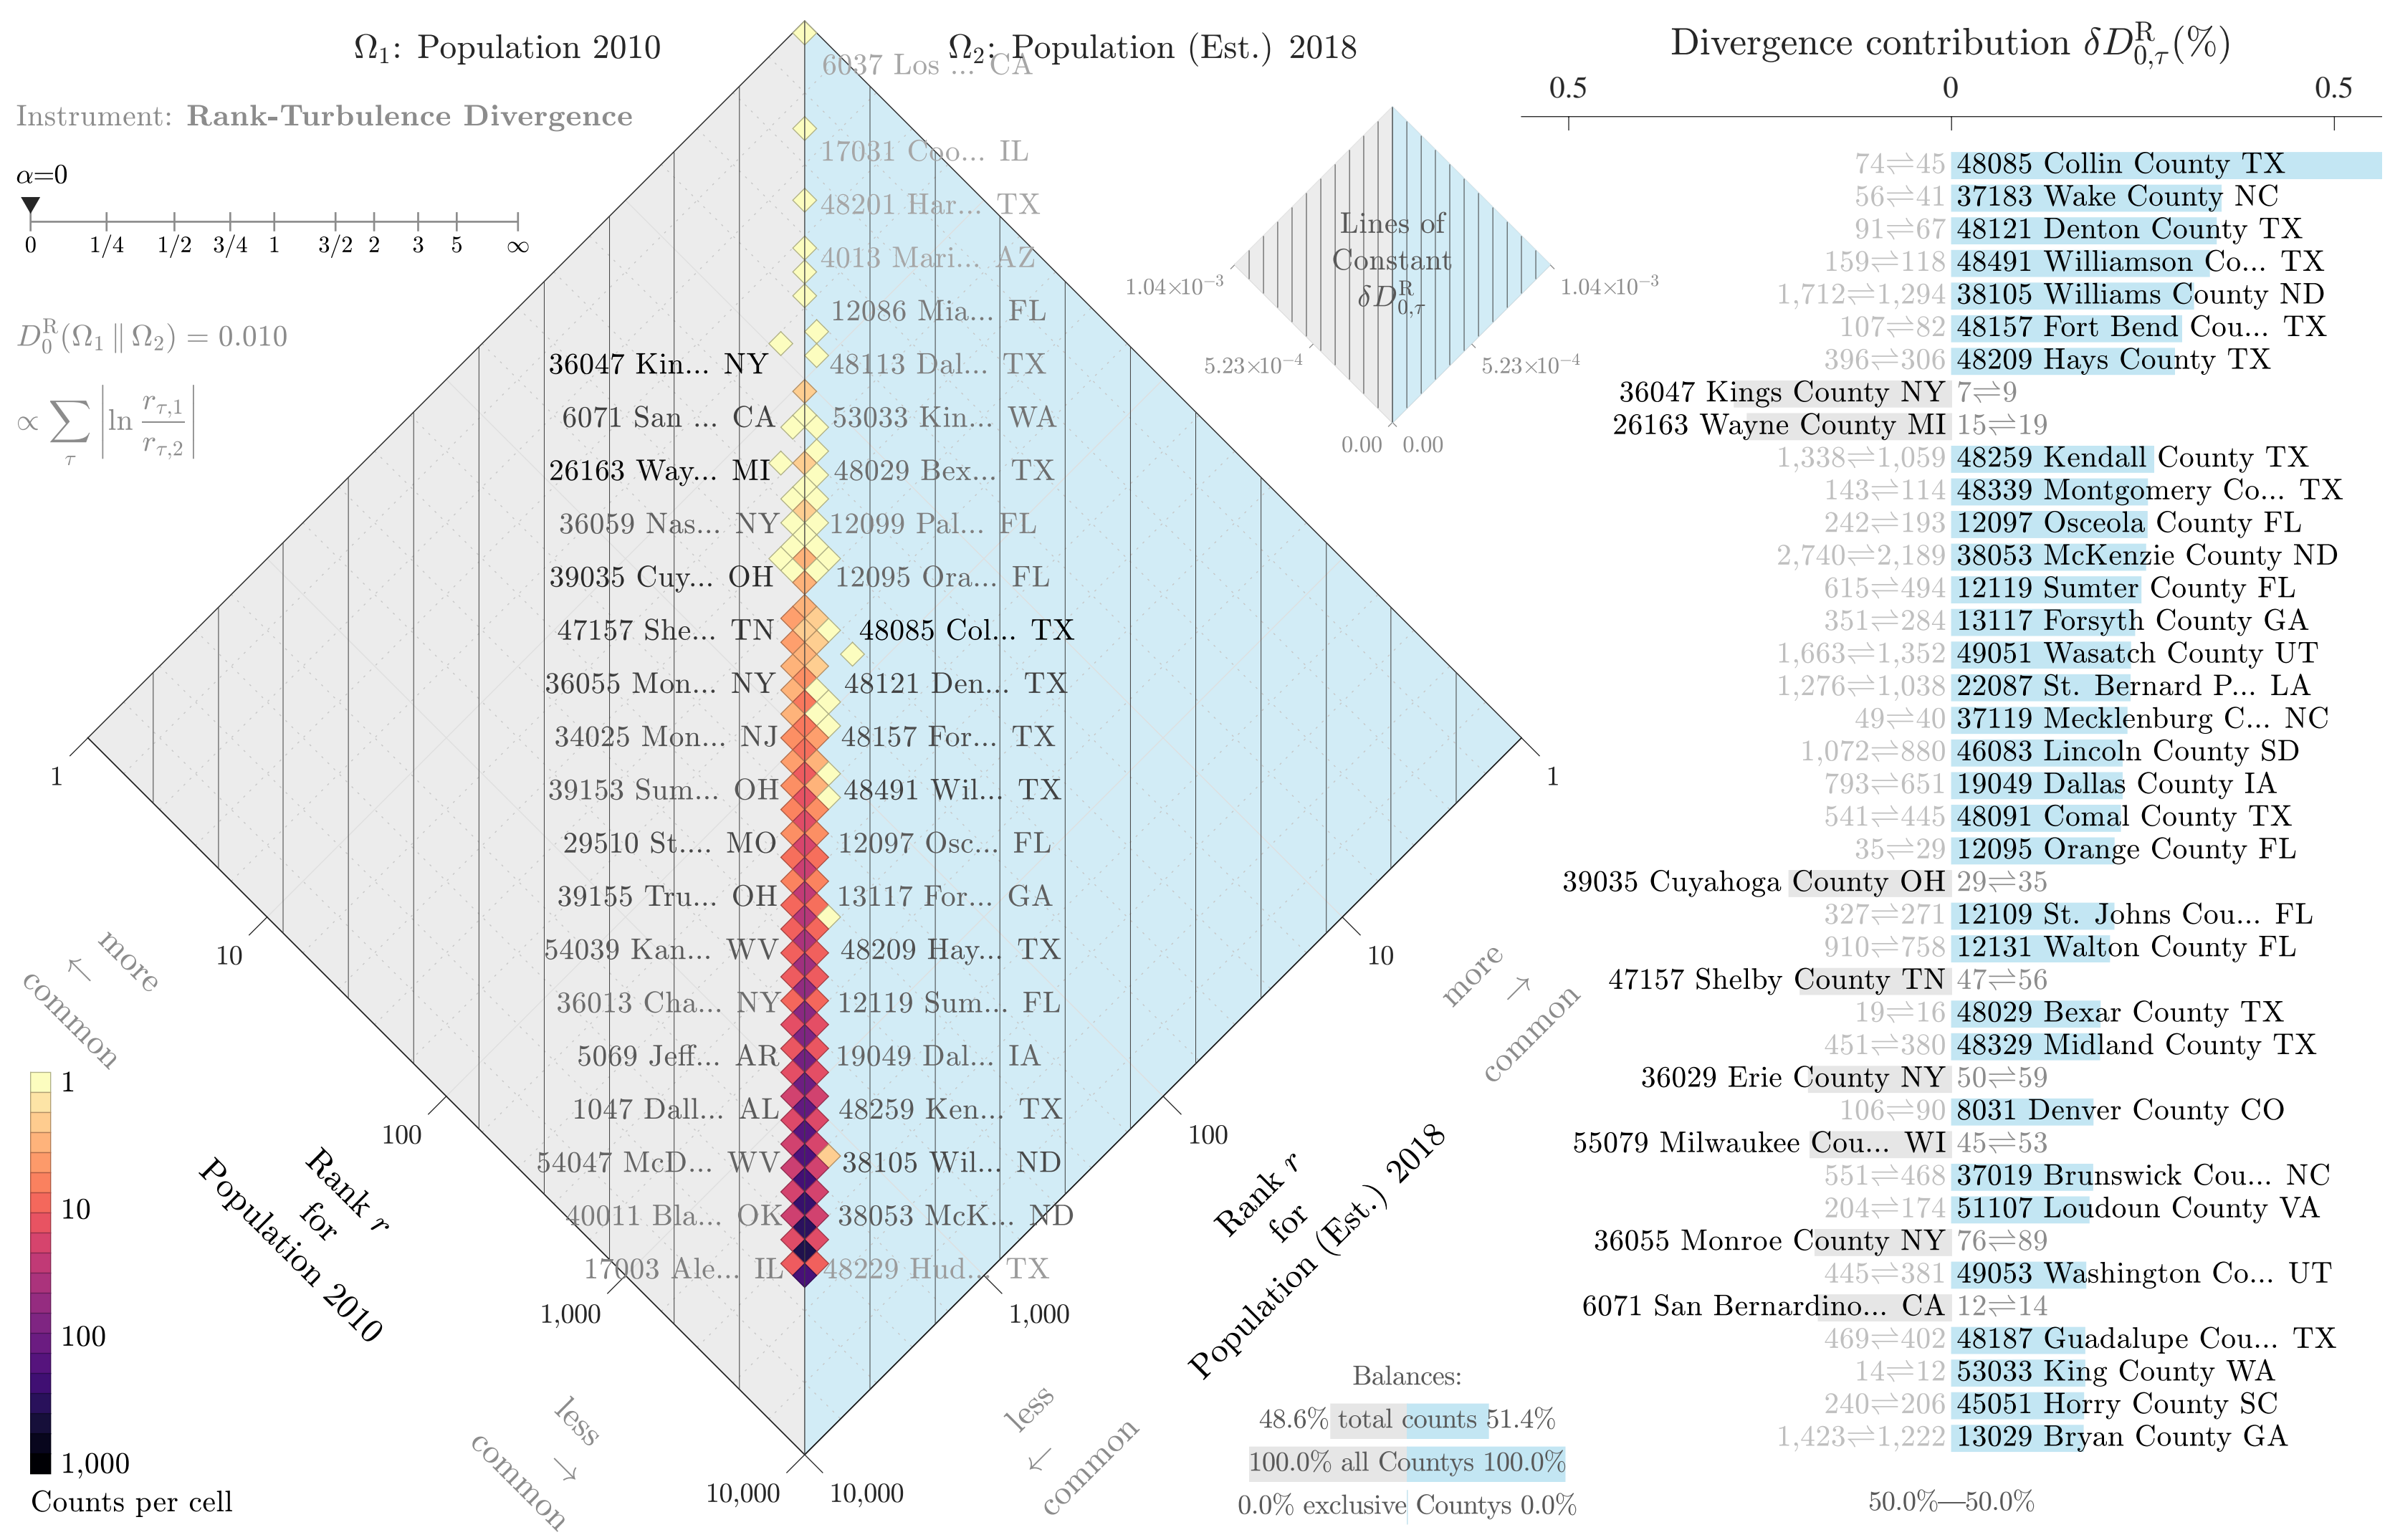 Ω₁: Population 2010
Ω₂: Population (Est.) 2018
Instrument: Rank-Turbulence Divergence
α=0
0 1/4 1/2 3/4 1 3/2 2 3 5 ∞
D₀ᴿ(Ω₁ ‖ Ω₂) = 0.010
∝ ∑τ |ln rτ,1 / rτ,2|
6037 Los ... CA
17031 Coo... IL
48201 Har... TX
4013 Mari... AZ
12086 Mia... FL
36047 Kin... NY
48113 Dal... TX
6071 San ... CA
53033 Kin... WA
26163 Way... MI
48029 Bex... TX
36059 Nas... NY
12099 Pal... FL
39035 Cuy... OH
12095 Ora... FL
47157 She... TN
48085 Col... TX
36055 Mon... NY
48121 Den... TX
34025 Mon... NJ
48157 For... TX
39153 Sum... OH
48491 Wil... TX
29510 St.... MO
12097 Osc... FL
39155 Tru... OH
13117 For... GA
54039 Kan... WV
48209 Hay... TX
36013 Cha... NY
12119 Sum... FL
5069 Jeff... AR
19049 Dal... IA
1047 Dall... AL
48259 Ken... TX
54047 McD... WV
38105 Wil... ND
40011 Bla... OK
38053 McK... ND
17003 Ale... IL
48229 Hud... TX
1
10
100
1,000
10,000
10,000
1,000
100
10
1
more
←
common
Rank r
for
Population 2010
less
→
common
less
←
common
Rank r
for
Population (Est.) 2018
more
→
common
1
10
100
1,000
Counts per cell
Lines of
Constant
δD0,τᴿ
1.04×10⁻³
1.04×10⁻³
5.23×10⁻⁴
5.23×10⁻⁴
0.00 0.00
Balances:
48.6% total counts 51.4%
100.0% all Countys 100.0%
0.0% exclusive Countys 0.0%
Divergence contribution δD0,τᴿ(%)
0.5 0 0.5
74⇌45 48085 Collin County TX
56⇌41 37183 Wake County NC
91⇌67 48121 Denton County TX
159⇌118 48491 Williamson Co... TX
1,712⇌1,294 38105 Williams County ND
107⇌82 48157 Fort Bend Cou... TX
396⇌306 48209 Hays County TX
36047 Kings County NY 7⇌9
26163 Wayne County MI 15⇌19
1,338⇌1,059 48259 Kendall County TX
143⇌114 48339 Montgomery Co... TX
242⇌193 12097 Osceola County FL
2,740⇌2,189 38053 McKenzie County ND
615⇌494 12119 Sumter County FL
351⇌284 13117 Forsyth County GA
1,663⇌1,352 49051 Wasatch County UT
1,276⇌1,038 22087 St. Bernard P... LA
49⇌40 37119 Mecklenburg C... NC
1,072⇌880 46083 Lincoln County SD
793⇌651 19049 Dallas County IA
541⇌445 48091 Comal County TX
35⇌29 12095 Orange County FL
39035 Cuyahoga County OH 29⇌35
327⇌271 12109 St. Johns Cou... FL
910⇌758 12131 Walton County FL
47157 Shelby County TN 47⇌56
19⇌16 48029 Bexar County TX
451⇌380 48329 Midland County TX
36029 Erie County NY 50⇌59
106⇌90 8031 Denver County CO
55079 Milwaukee Cou... WI 45⇌53
551⇌468 37019 Brunswick Cou... NC
204⇌174 51107 Loudoun County VA
36055 Monroe County NY 76⇌89
445⇌381 49053 Washington Co... UT
6071 San Bernardino... CA 12⇌14
469⇌402 48187 Guadalupe Cou... TX
14⇌12 53033 King County WA
240⇌206 45051 Horry County SC
1,423⇌1,222 13029 Bryan County GA
50.0%—50.0%